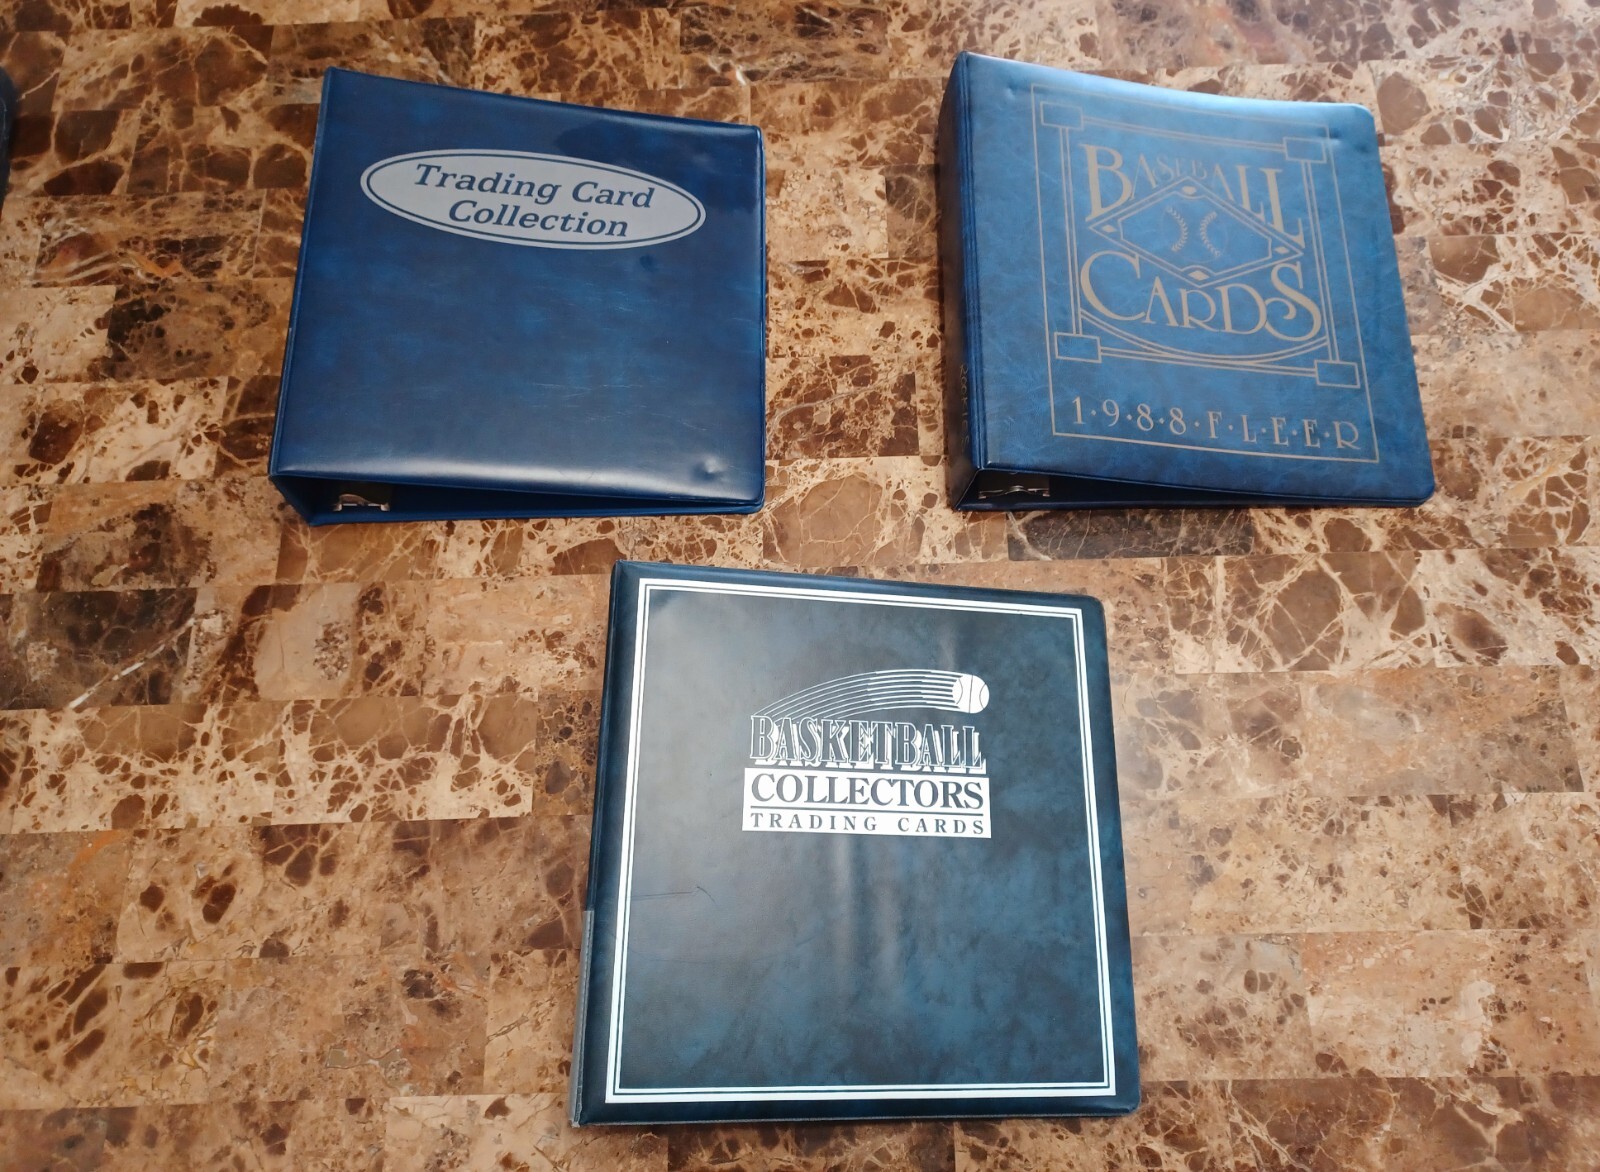 Trading Card
Collection
BASEBALL
CARDS
1·9·8·8·F·L·E·E·R
BASKETBALL
COLLECTORS
TRADING CARDS